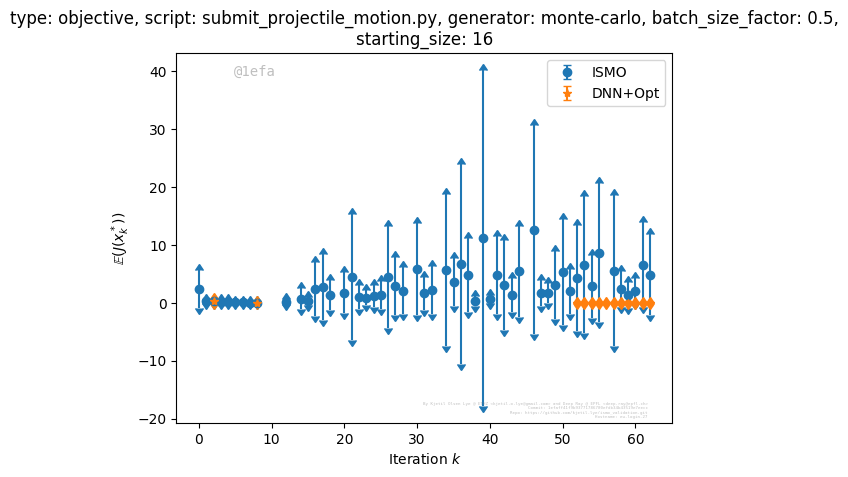 type: objective, script: submit_projectile_motion.py, generator: monte-carlo, batch_size_factor: 0.5,
starting_size: 16
@1efa
ISMO
DNN+Opt
40
30
20
10
0
−10
−20
𝔼(J(x*k))
0 10 20 30 40 50 60
Iteration k